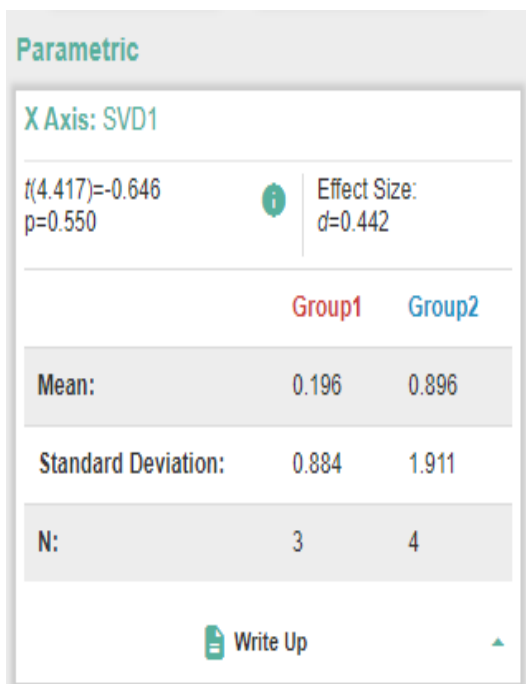 Parametric
X Axis: SVD1
t(4.417)=-0.646
p=0.550
Effect Size:
d=0.442
Group1 Group2
Mean: 0.196 0.896
Standard Deviation: 0.884 1.911
N: 3 4
Write Up